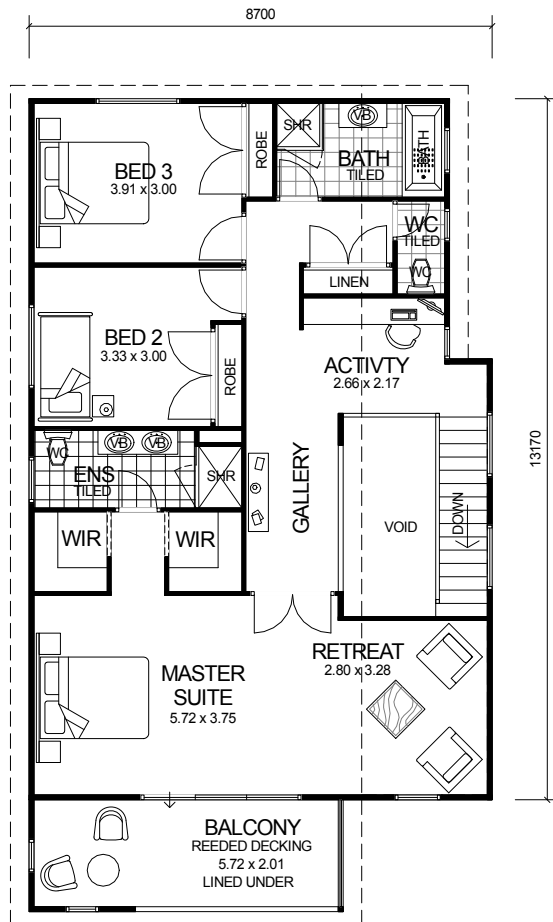 8700
SHR
VB
BATH
TILED
BATH
BED 3
3.91 x 3.00
ROBE
WC
TILED
WC
LINEN
BED 2
3.33 x 3.00
ROBE
ACTIVTY
2.66 x 2.17
13170
WC
VB
VB
ENS
TILED
SHR
GALLERY
VOID
DOWN
WIR
WIR
MASTER
SUITE
5.72 x 3.75
RETREAT
2.80 x 3.28
BALCONY
REEDED DECKING
5.72 x 2.01
LINED UNDER